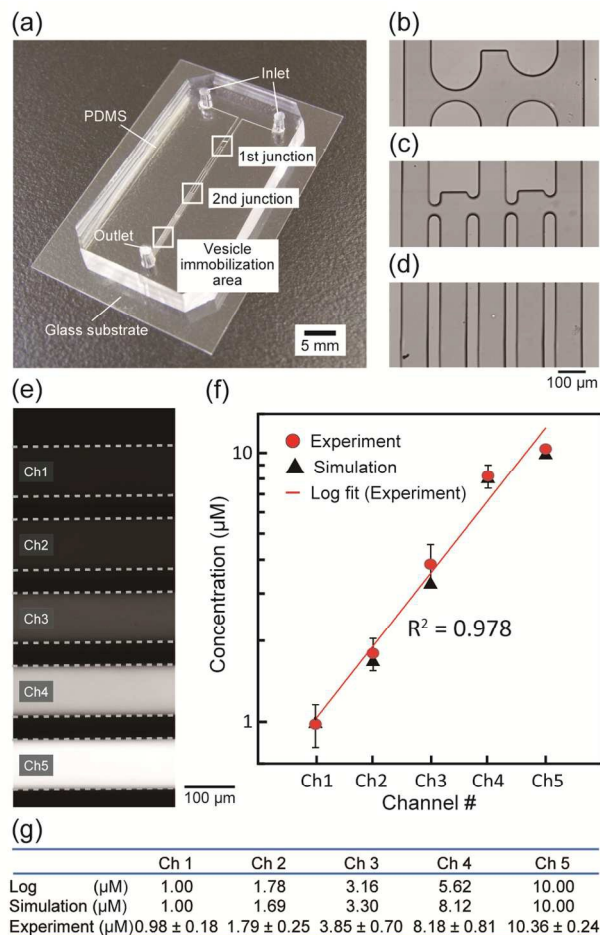 (a)
Inlet
PDMS
1st junction
2nd junction
Outlet
Vesicle
immobilization
area
Glass substrate
5 mm
(b)
(c)
(d)
100 µm
(e)
Ch1
Ch2
Ch3
Ch4
Ch5
100 µm
(f)
Concentration (µM)
10
1
Experiment
Simulation
Log fit (Experiment)
R² = 0.978
Ch1 Ch2 Ch3 Ch4 Ch5
Channel #
(g)
Ch 1 Ch 2 Ch 3 Ch 4 Ch 5
Log (µM) 1.00 1.78 3.16 5.62 10.00
Simulation (µM) 1.00 1.69 3.30 8.12 10.00
Experiment (µM) 0.98 ± 0.18 1.79 ± 0.25 3.85 ± 0.70 8.18 ± 0.81 10.36 ± 0.24